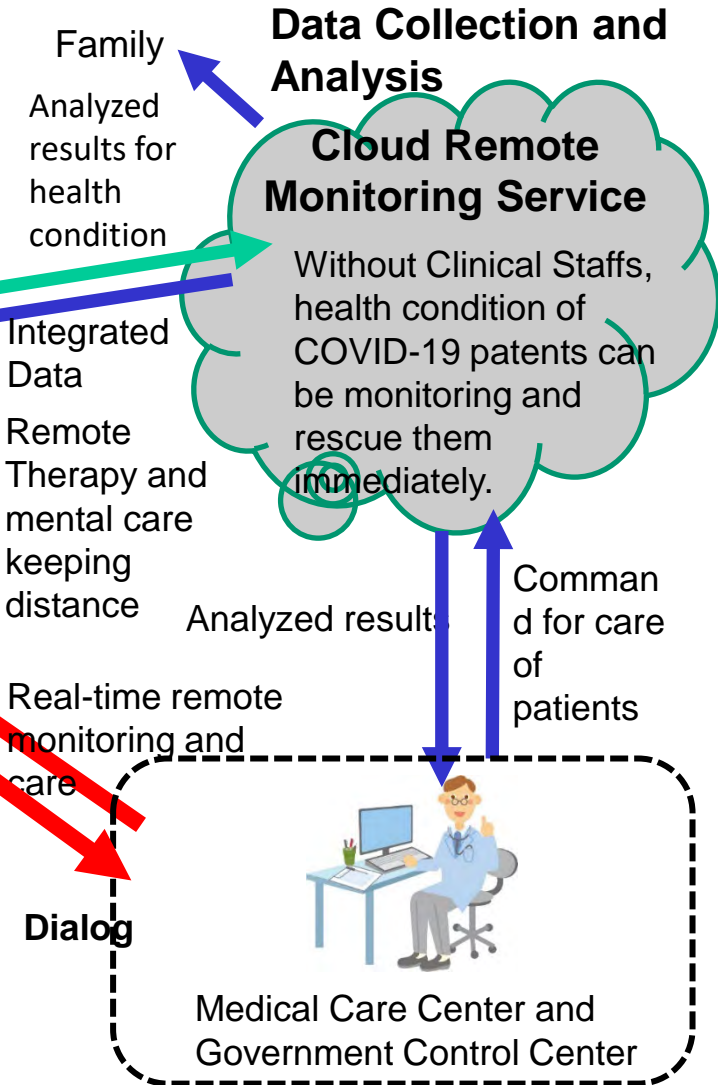 Family
Data Collection and
Analysis
Analyzed
results for
health
condition
Cloud Remote
Monitoring Service
Without Clinical Staffs,
health condition of
COVID-19 patents can
be monitoring and
rescue them
immediately.
Integrated
Data
Remote
Therapy and
mental care
keeping
distance
Analyzed results
Comman
d for care
of
patients
Real-time remote
monitoring and
care
Dialog
Medical Care Center and
Government Control Center